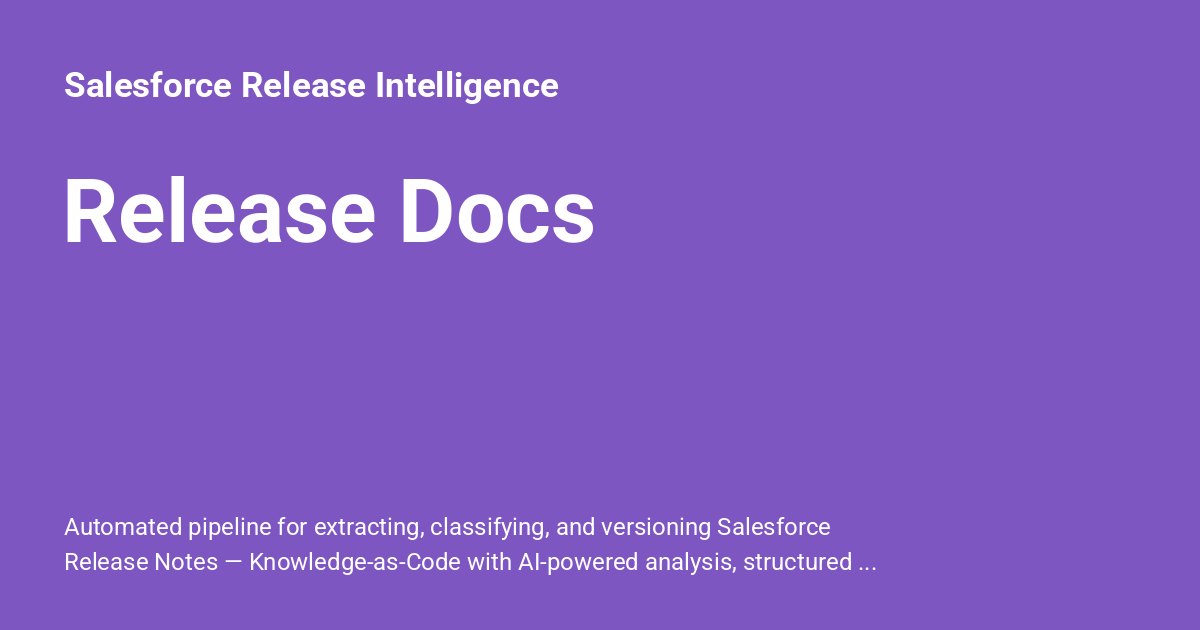 Salesforce Release Intelligence
Release Docs
Automated pipeline for extracting, classifying, and versioning Salesforce
Release Notes — Knowledge-as-Code with AI-powered analysis, structured ...